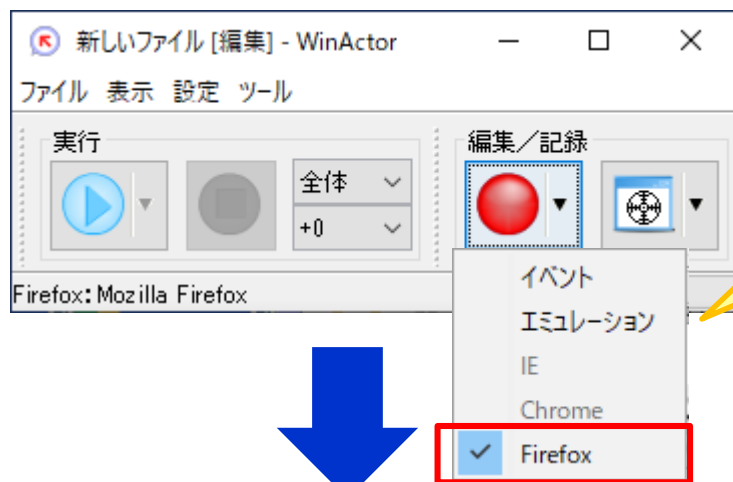 新しいファイル [編集] - WinActor
ファイル 表示 設定 ツール
実行
編集／記録
全体
+0
Firefox: Mozilla Firefox
イベント
エミュレーション
IE
Chrome
Firefox